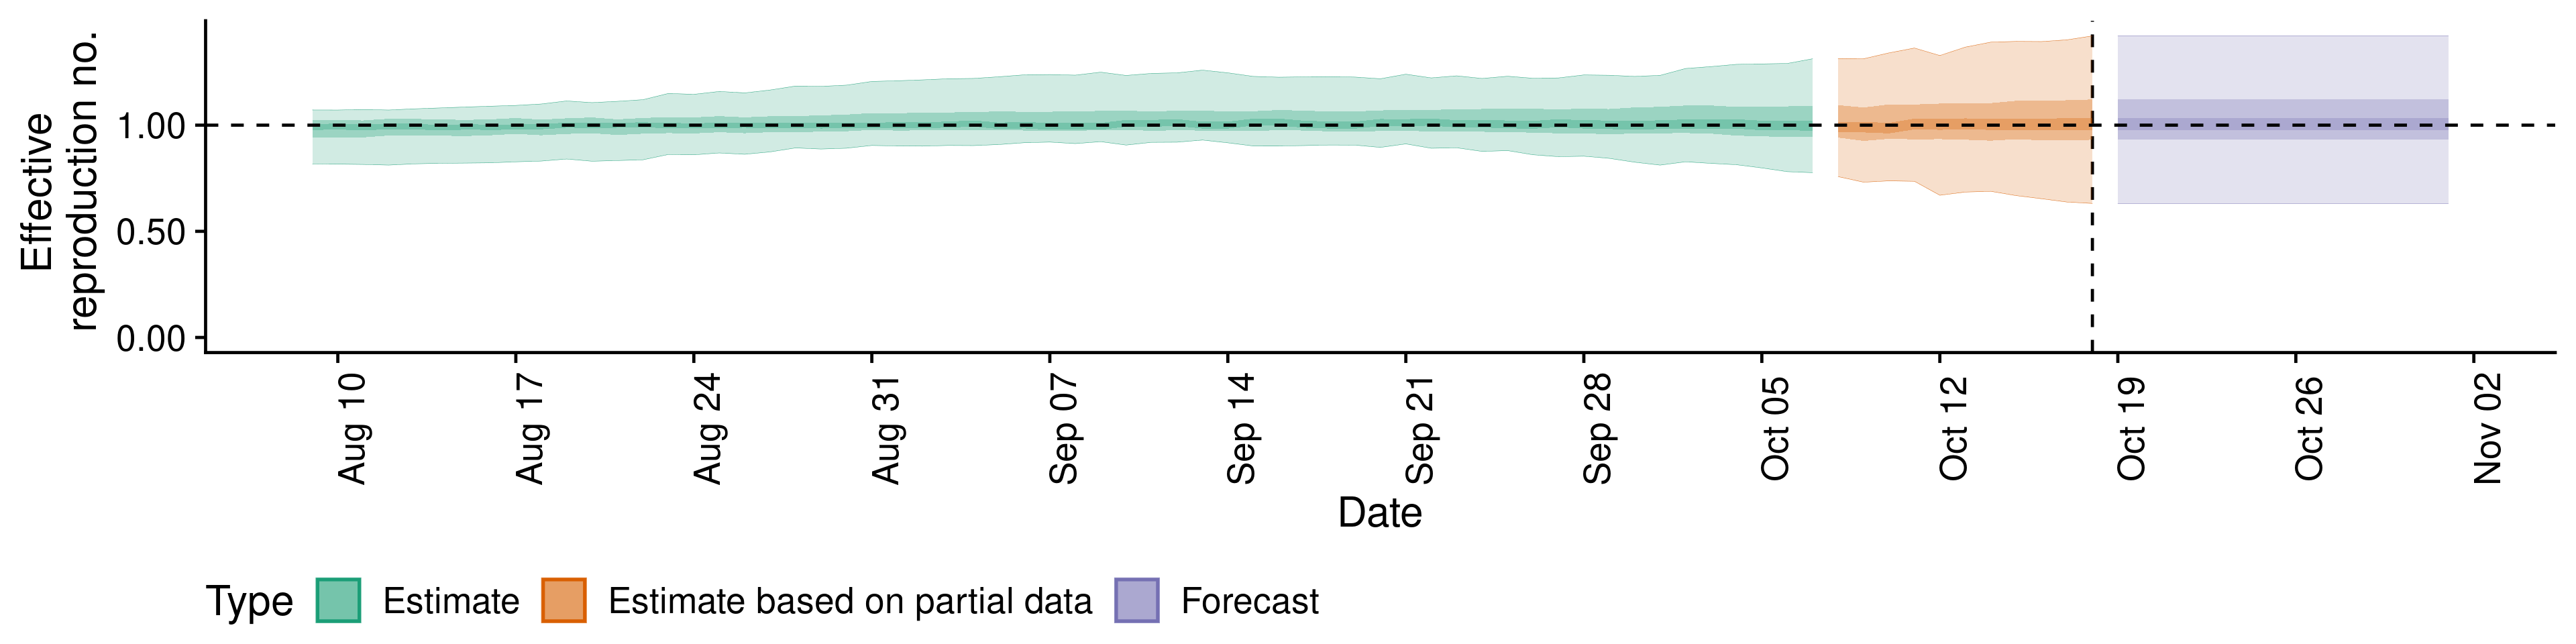 Effective
reproduction no.
1.00
0.50
0.00
Aug 10
Aug 17
Aug 24
Aug 31
Sep 07
Sep 14
Sep 21
Sep 28
Oct 05
Oct 12
Oct 19
Oct 26
Nov 02
Date
Type Estimate Estimate based on partial data Forecast